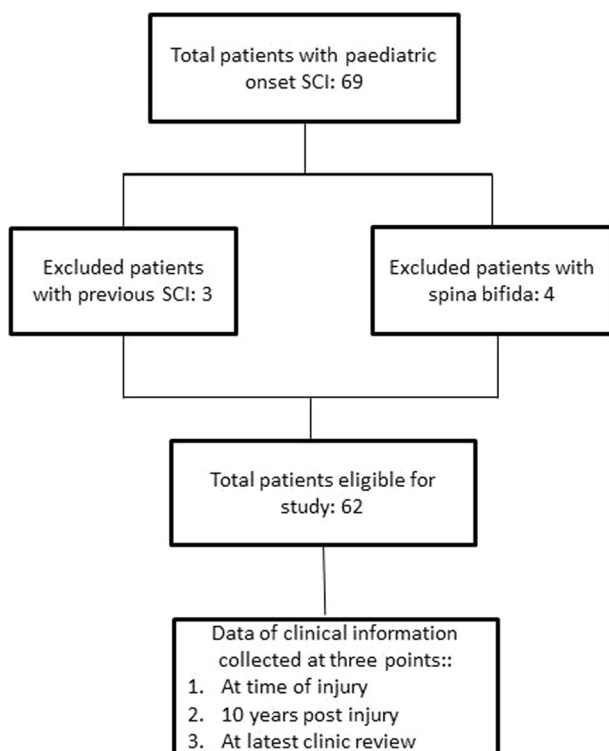 Total patients with paediatric
onset SCI: 69
Excluded patients
with previous SCI: 3
Excluded patients with
spina bifida: 4
Total patients eligible for
study: 62
Data of clinical information
collected at three points::
1. At time of injury
2. 10 years post injury
3. At latest clinic review